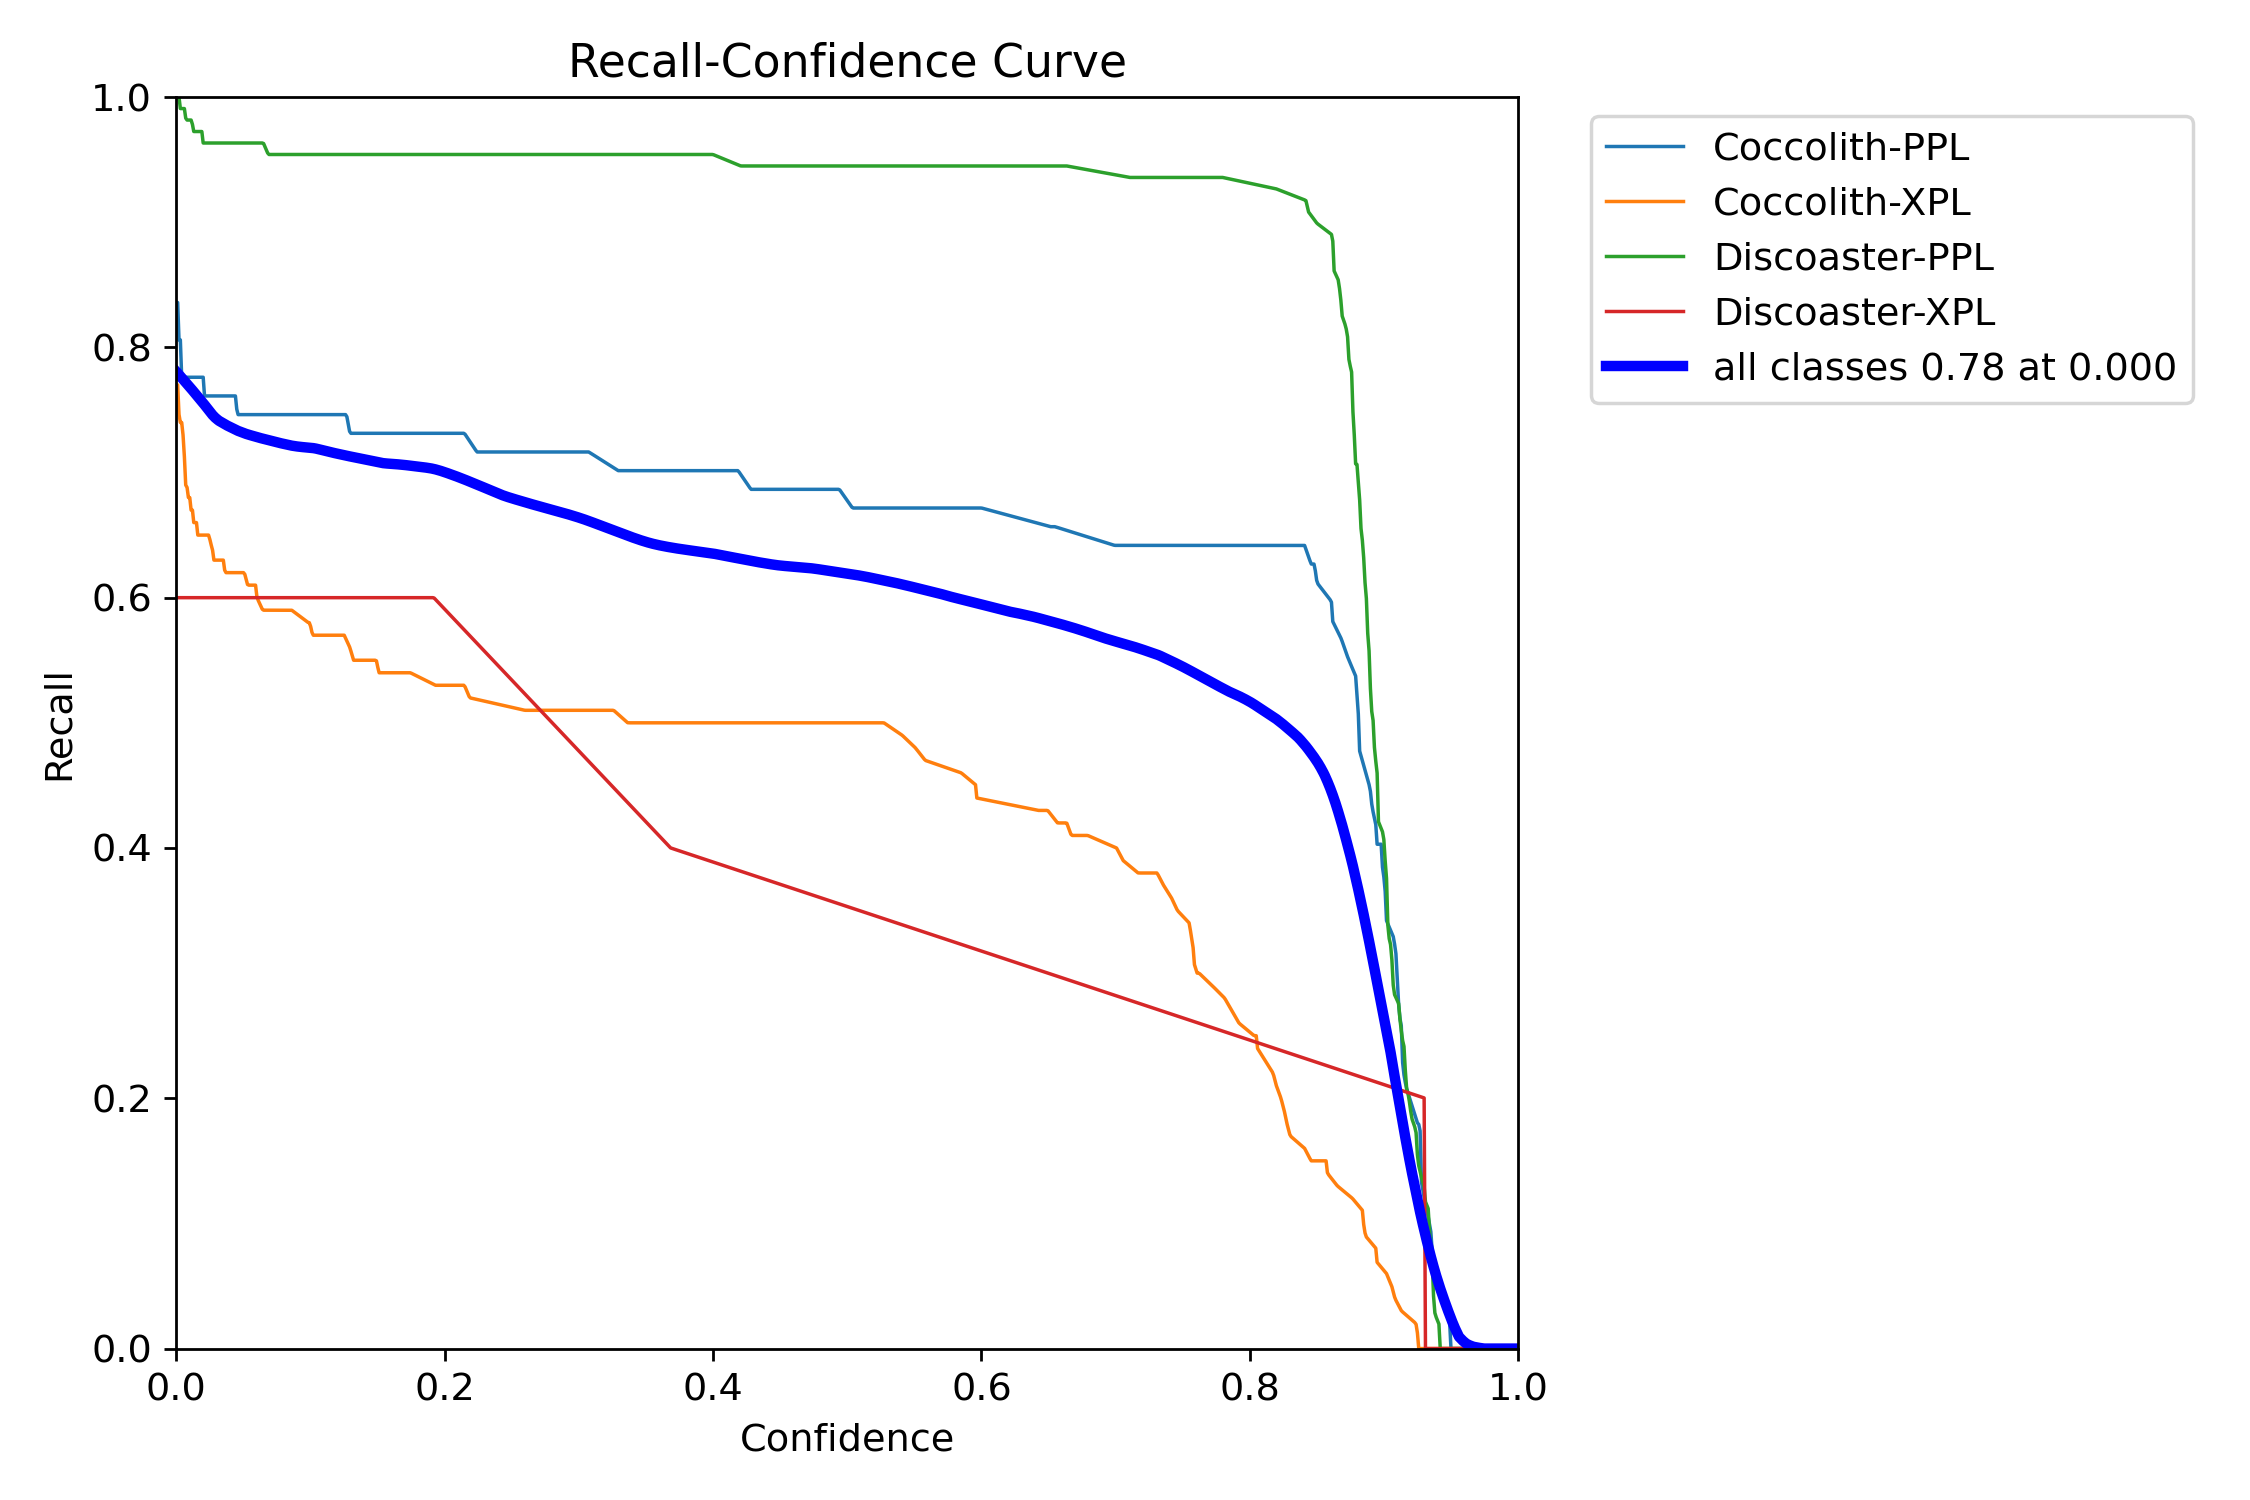 Recall-Confidence Curve
1.0
0.8
0.6
0.4
0.2
0.0
Recall
0.0 0.2 0.4 0.6 0.8 1.0
Confidence
Coccolith-PPL
Coccolith-XPL
Discoaster-PPL
Discoaster-XPL
all classes 0.78 at 0.000